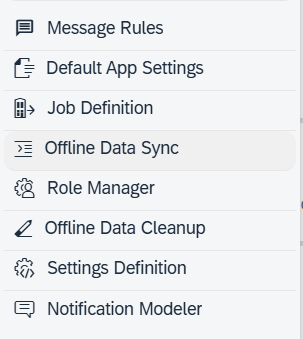 Message Rules
Default App Settings
Job Definition
Offline Data Sync
Role Manager
Offline Data Cleanup
Settings Definition
Notification Modeler